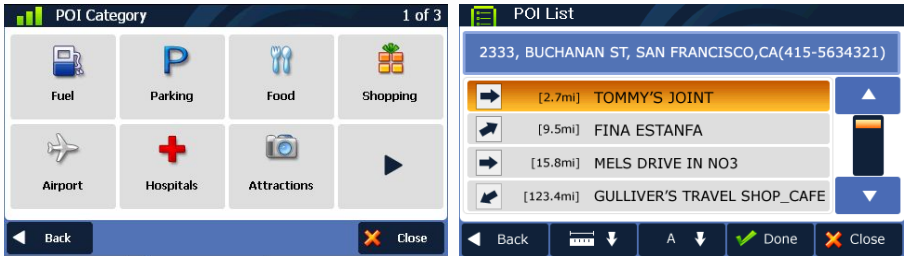 POI Category 1 of 3
Fuel Parking Food Shopping
Airport Hospitals Attractions
Back Close
POI List
2333, BUCHANAN ST, SAN FRANCISCO,CA(415-5634321)
[2.7mi] TOMMY'S JOINT
[9.5mi] FINA ESTANFA
[15.8mi] MELS DRIVE IN NO3
[123.4mi] GULLIVER'S TRAVEL SHOP_CAFE
Back A Done Close